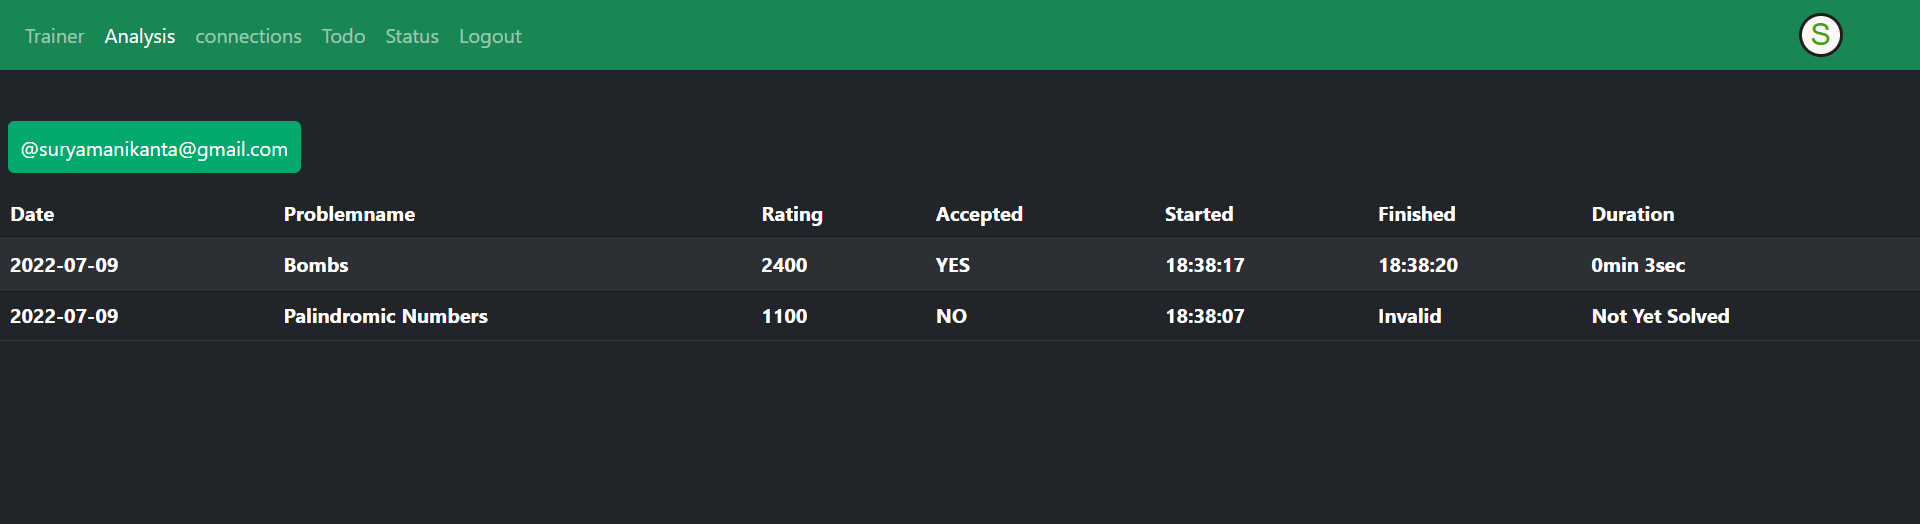 Trainer Analysis connections Todo Status Logout S
@suryamanikanta@gmail.com
Date Problemname Rating Accepted Started Finished Duration
2022-07-09 Bombs 2400 YES 18:38:17 18:38:20 0min 3sec
2022-07-09 Palindromic Numbers 1100 NO 18:38:07 Invalid Not Yet Solved